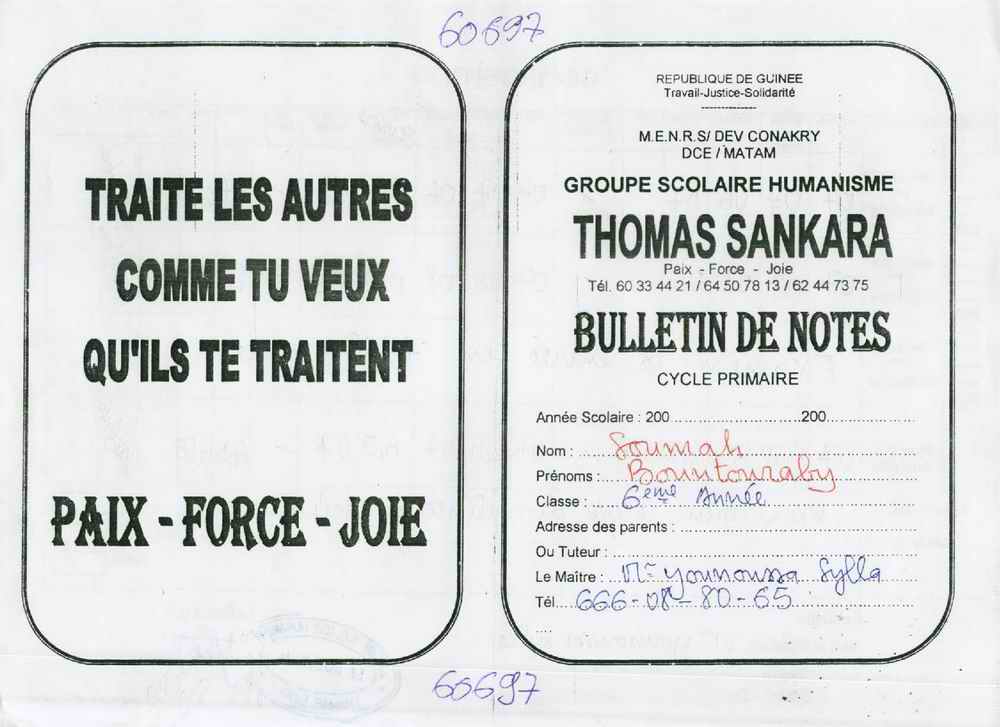 60697
TRAITE LES AUTRES
COMME TU VEUX
QU'ILS TE TRAITENT
PAIX - FORCE - JOIE
REPUBLIQUE DE GUINEE
Travail-Justice-Solidarité
M.E.N.R.S/ DEV CONAKRY
DCE / MATAM
GROUPE SCOLAIRE HUMANISME
THOMAS SANKARA
Paix - Force - Joie
Tél. 60 33 44 21 / 64 50 78 13 / 62 44 73 75
BULLETIN DE NOTES
CYCLE PRIMAIRE
Année Scolaire : 200..............................200..............................
Nom : Soumah
Prénoms : Bountouraby
Classe : 6ème Année
Adresse des parents :
Ou Tuteur :
Le Maître : Mr Younoussa Sylla
Tél. 666-08-80-65
60697